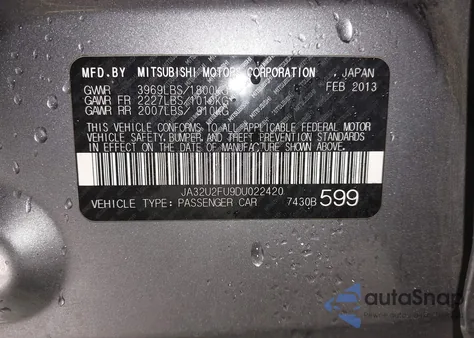 MFD.BY MITSUBISHI MOTORS CORPORATION , JAPAN
GVWR 3969LBS/1800KG FEB 2013
GAWR FR 2227LBS/1010KG
GAWR RR 2007LBS/ 910KG
THIS VEHICLE CONFORMS TO ALL APPLICABLE FEDERAL MOTOR
VEHICLE SAFETY,BUMPER AND THEFT PREVENTION STANDARDS
IN EFFECT ON THE DATE OF MANUFACTURE SHOWN ABOVE.
JA32U2FU9DU022420
VEHICLE TYPE: PASSENGER CAR 7430B 599
autoSnap